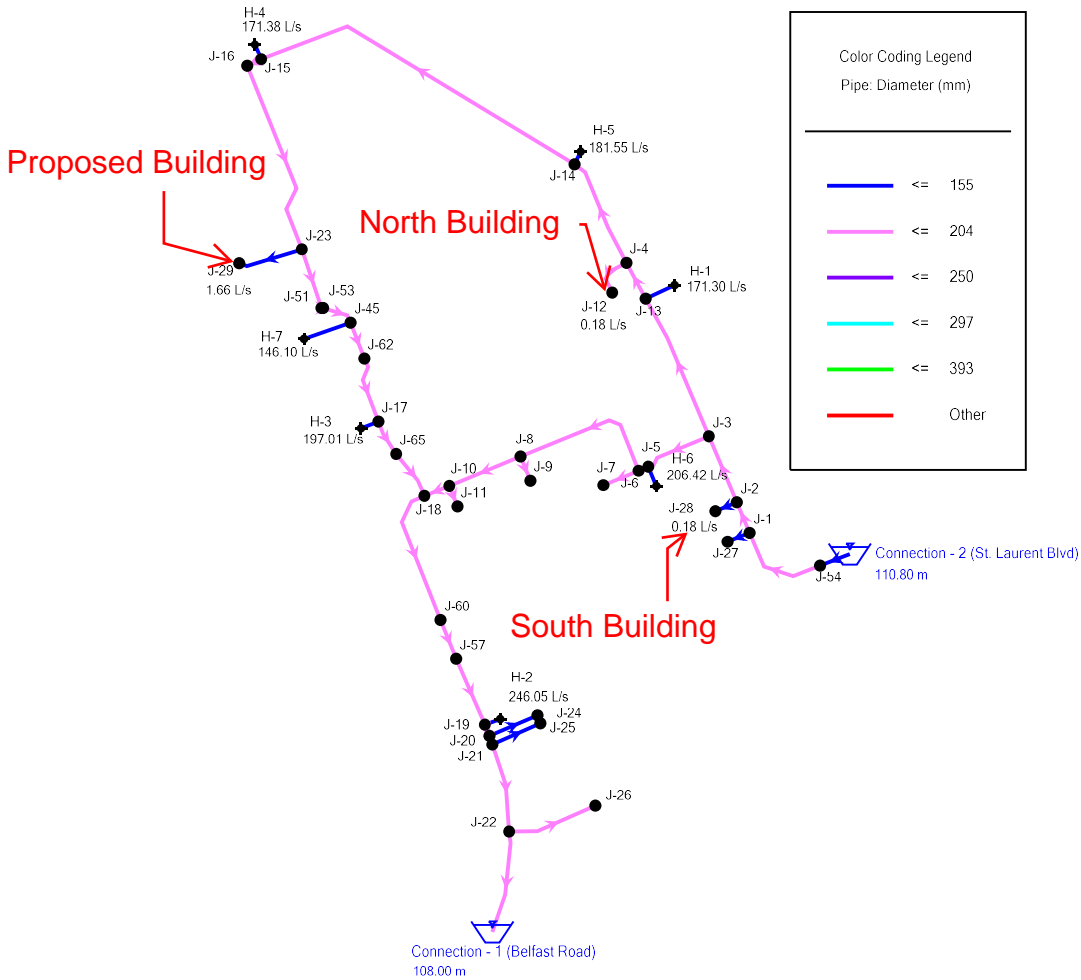 H-4
171.38 L/s
J-16
J-15
Color Coding Legend
Pipe: Diameter (mm)
<= 155
<= 204
<= 250
<= 297
<= 393
Other
H-5
181.55 L/s
J-14
Proposed Building
North Building
J-23
J-29
1.66 L/s
J-4
H-1
171.30 L/s
J-12
0.18 L/s
J-13
J-51
J-53
J-45
H-7
146.10 L/s
J-62
J-17
H-3
197.01 L/s
J-65
J-3
J-8
J-5
H-6
206.42 L/s
J-10
J-9
J-7
J-6
J-11
J-18
J-2
J-28
0.18 L/s
J-1
J-27
Connection - 2 (St. Laurent Blvd)
110.80 m
J-54
South Building
J-60
J-57
H-2
246.05 L/s
J-24
J-19
J-25
J-20
J-21
J-26
J-22
Connection - 1 (Belfast Road)
108.00 m